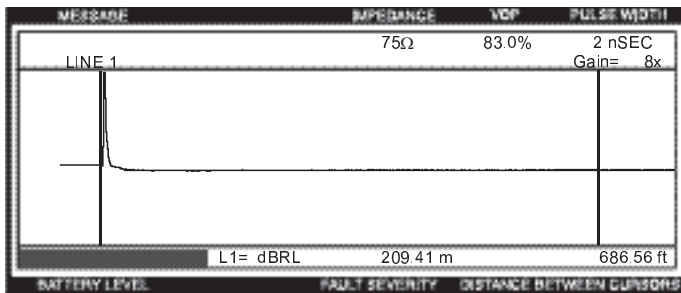 MESSAGE IMPEDANCE VOP PULSE WIDTH
75Ω 83.0% 2 nSEC
LINE 1 Gain= 8x
L1= dBRL 209.41 m 686.56 ft
BATTERY LEVEL FAULT SEVERITY DISTANCE BETWEEN CURSORS